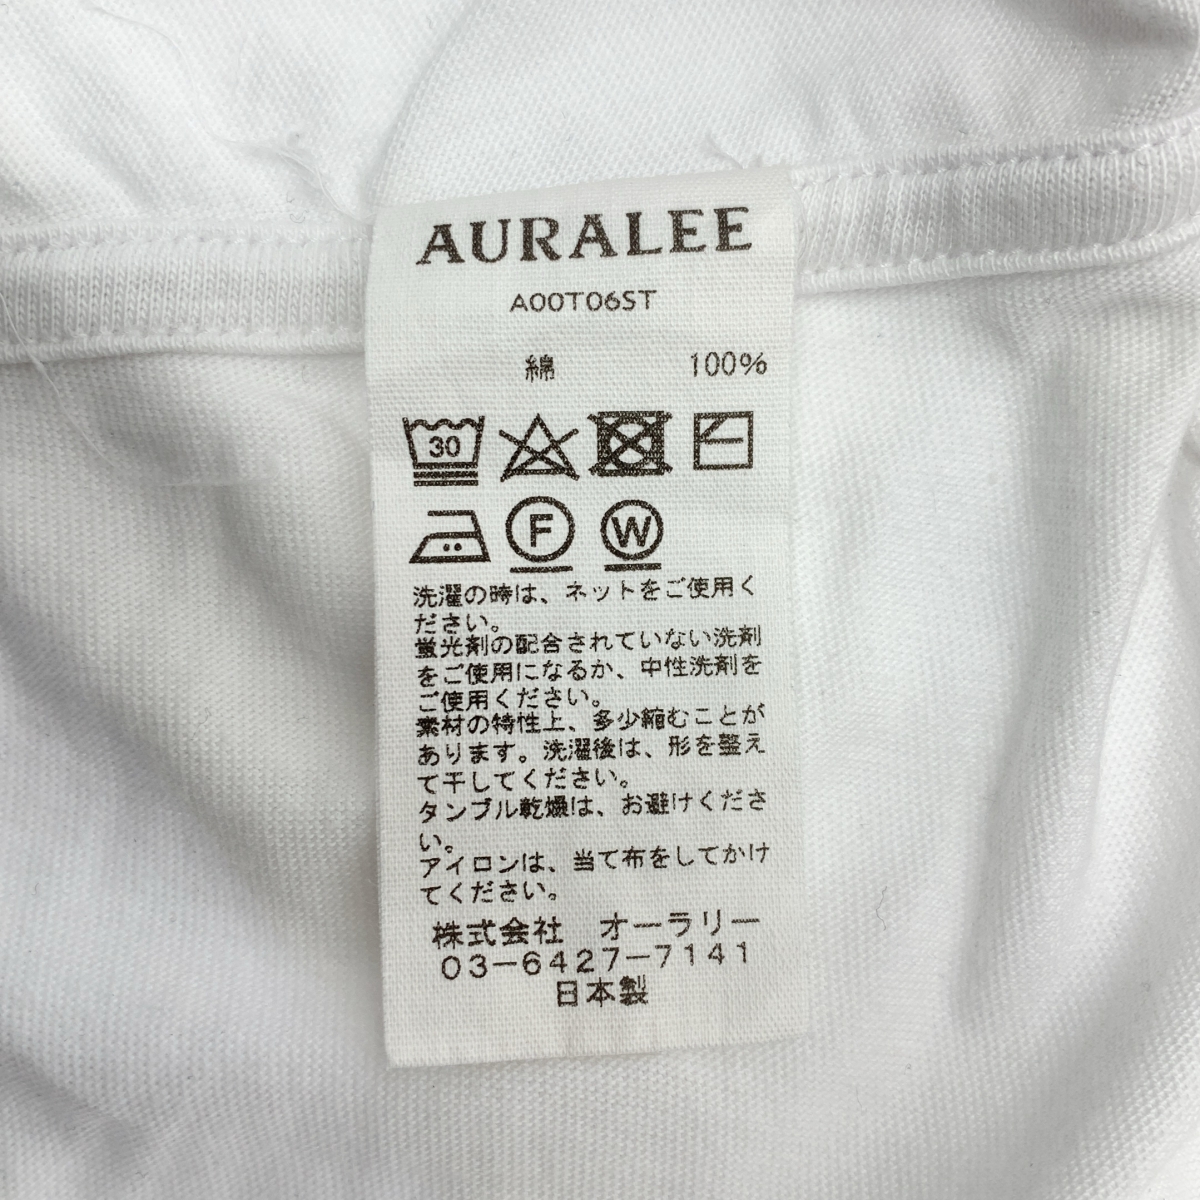 AURALEE
A00T06ST
綿 100%
30
F W
洗濯の時は、ネットをご使用く
ださい。
蛍光剤の配合されていない洗剤
をご使用になるか、中性洗剤を
ご使用ください。
素材の特性上、多少縮むことが
あります。洗濯後は、形を整え
て干してください。
タンブル乾燥は、お避けくださ
い。
アイロンは、当て布をしてかけ
てください。
株式会社 オーラリー
03-6427-7141
日本製